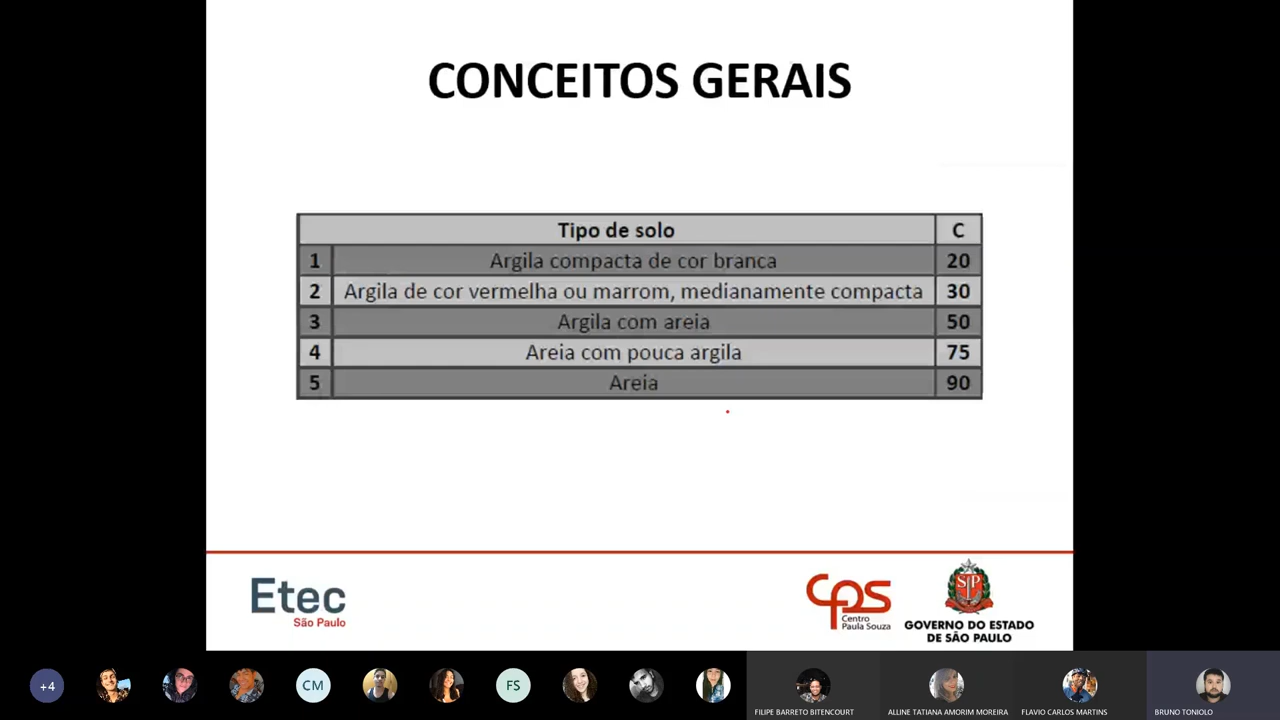 CONCEITOS GERAIS
Tipo de solo C
1 Argila compacta de cor branca 20
2 Argila de cor vermelha ou marrom, medianamente compacta 30
3 Argila com areia 50
4 Areia com pouca argila 75
5 Areia 90
Etec
São Paulo
cps
Centro
Paula Souza
SP
GOVERNO DO ESTADO
DE SÃO PAULO
+4
CM
FS
FILIPE BARRETO BITENCOURT
ALLINE TATIANA AMORIM MOREIRA
FLAVIO CARLOS MARTINS
BRUNO TONIOLO